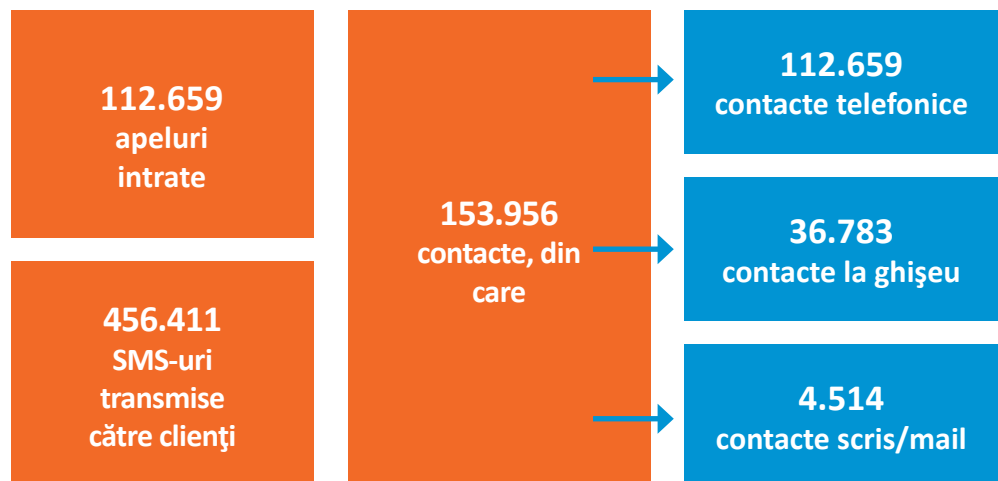 112.659
apeluri
intrate
456.411
SMS-uri
transmise
către clienţi
153.956
contacte, din
care
112.659
contacte telefonice
36.783
contacte la ghişeu
4.514
contacte scris/mail